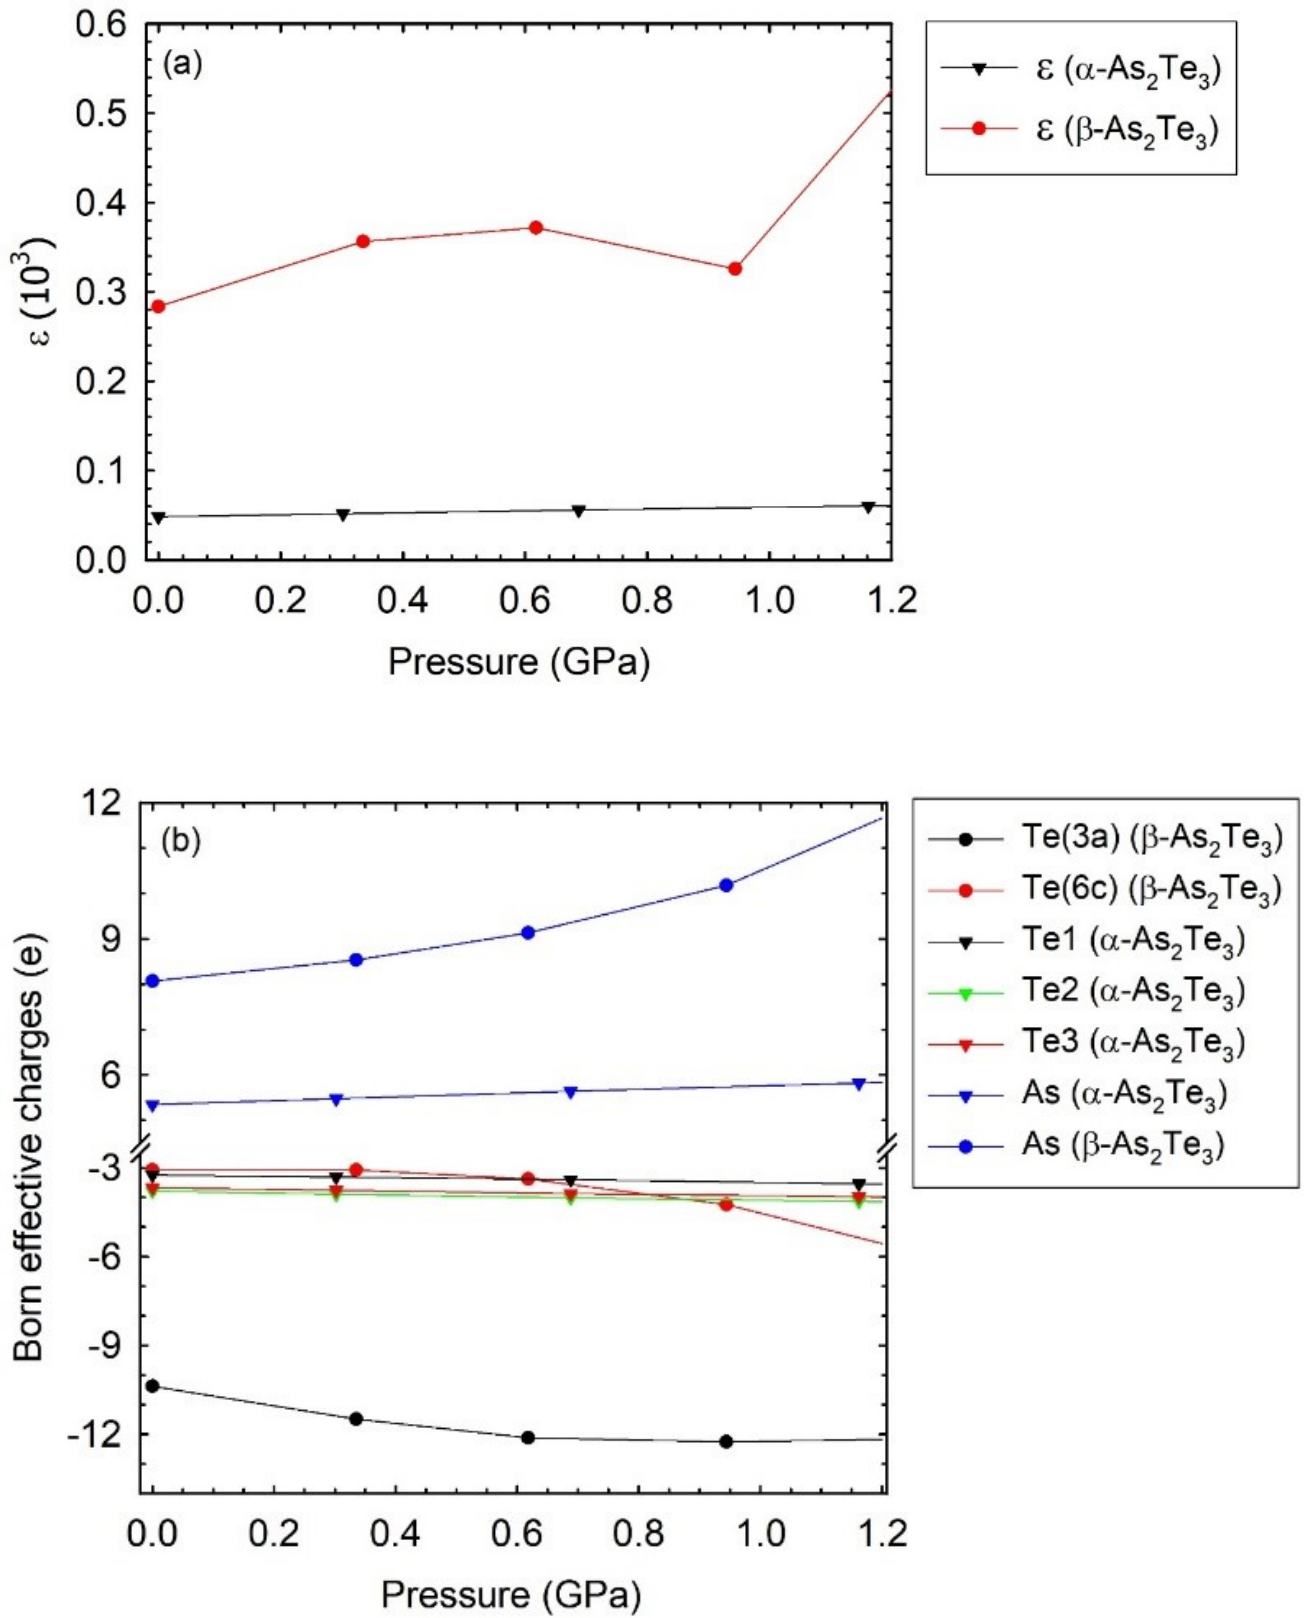 0.6
(a)
0.5
0.4
0.3
0.2
0.1
0.0
ε (10³)
0.0 0.2 0.4 0.6 0.8 1.0 1.2
Pressure (GPa)
ε (α-As₂Te₃)
ε (β-As₂Te₃)
12
(b)
9
6
-3
-6
-9
-12
Born effective charges (e)
0.0 0.2 0.4 0.6 0.8 1.0 1.2
Pressure (GPa)
Te(3a) (β-As₂Te₃)
Te(6c) (β-As₂Te₃)
Te1 (α-As₂Te₃)
Te2 (α-As₂Te₃)
Te3 (α-As₂Te₃)
As (α-As₂Te₃)
As (β-As₂Te₃)